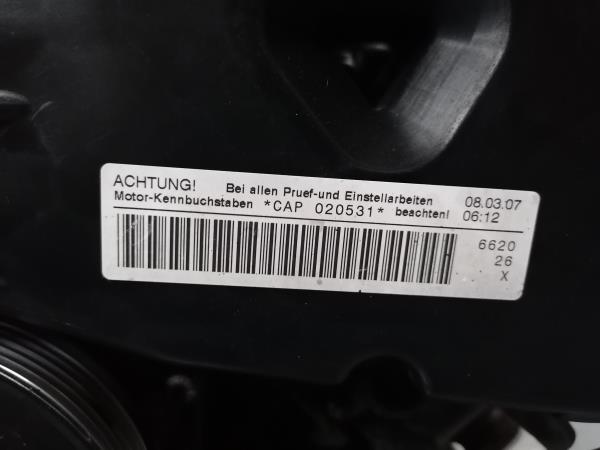 ACHTUNG! Bei allen Pruef-und Einstellarbeiten 08.03.07
Motor-Kennbuchstaben *CAP 020531* beachten! 06:12
6620
26
X